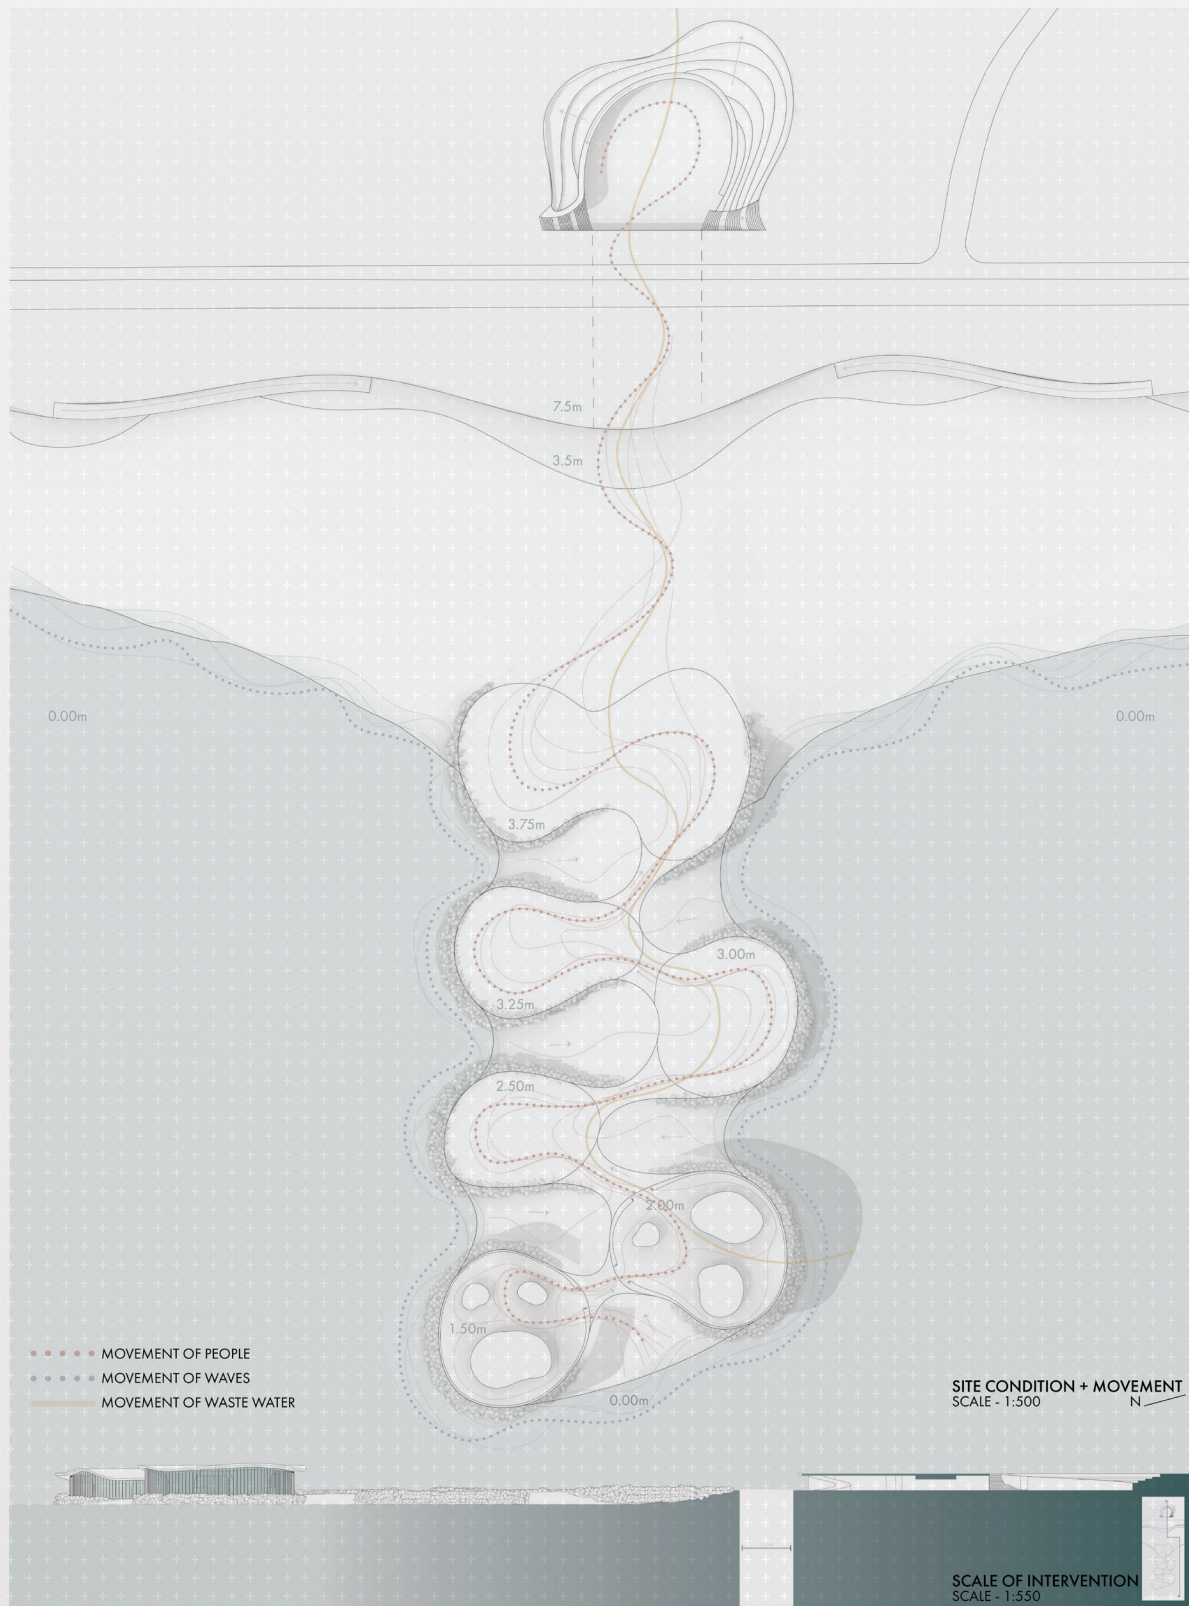 7.5m
3.5m
0.00m
0.00m
3.75m
3.00m
3.25m
2.50m
2.00m
1.50m
MOVEMENT OF PEOPLE
MOVEMENT OF WAVES
MOVEMENT OF WASTE WATER
0.00m
SITE CONDITION + MOVEMENT
SCALE - 1:500
N
SCALE OF INTERVENTION
SCALE - 1:550